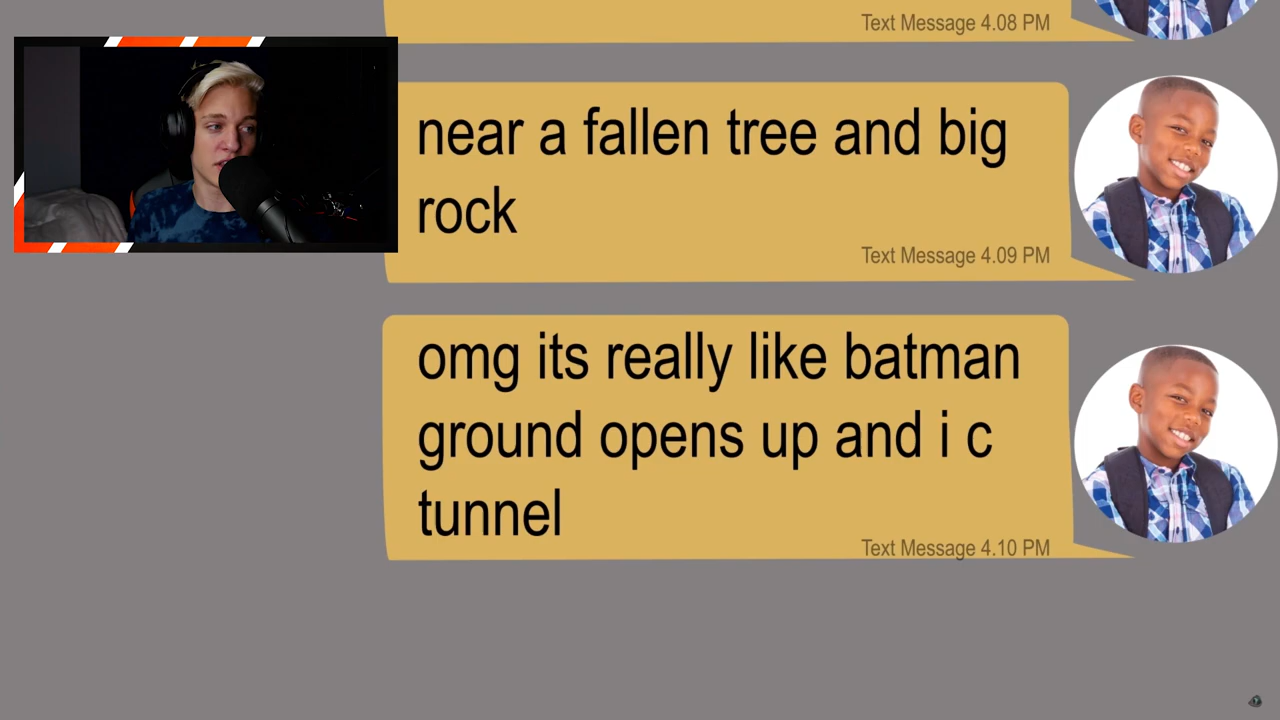 Text Message 4.08 PM
near a fallen tree and big
rock
Text Message 4.09 PM
omg its really like batman
ground opens up and i c
tunnel
Text Message 4.10 PM